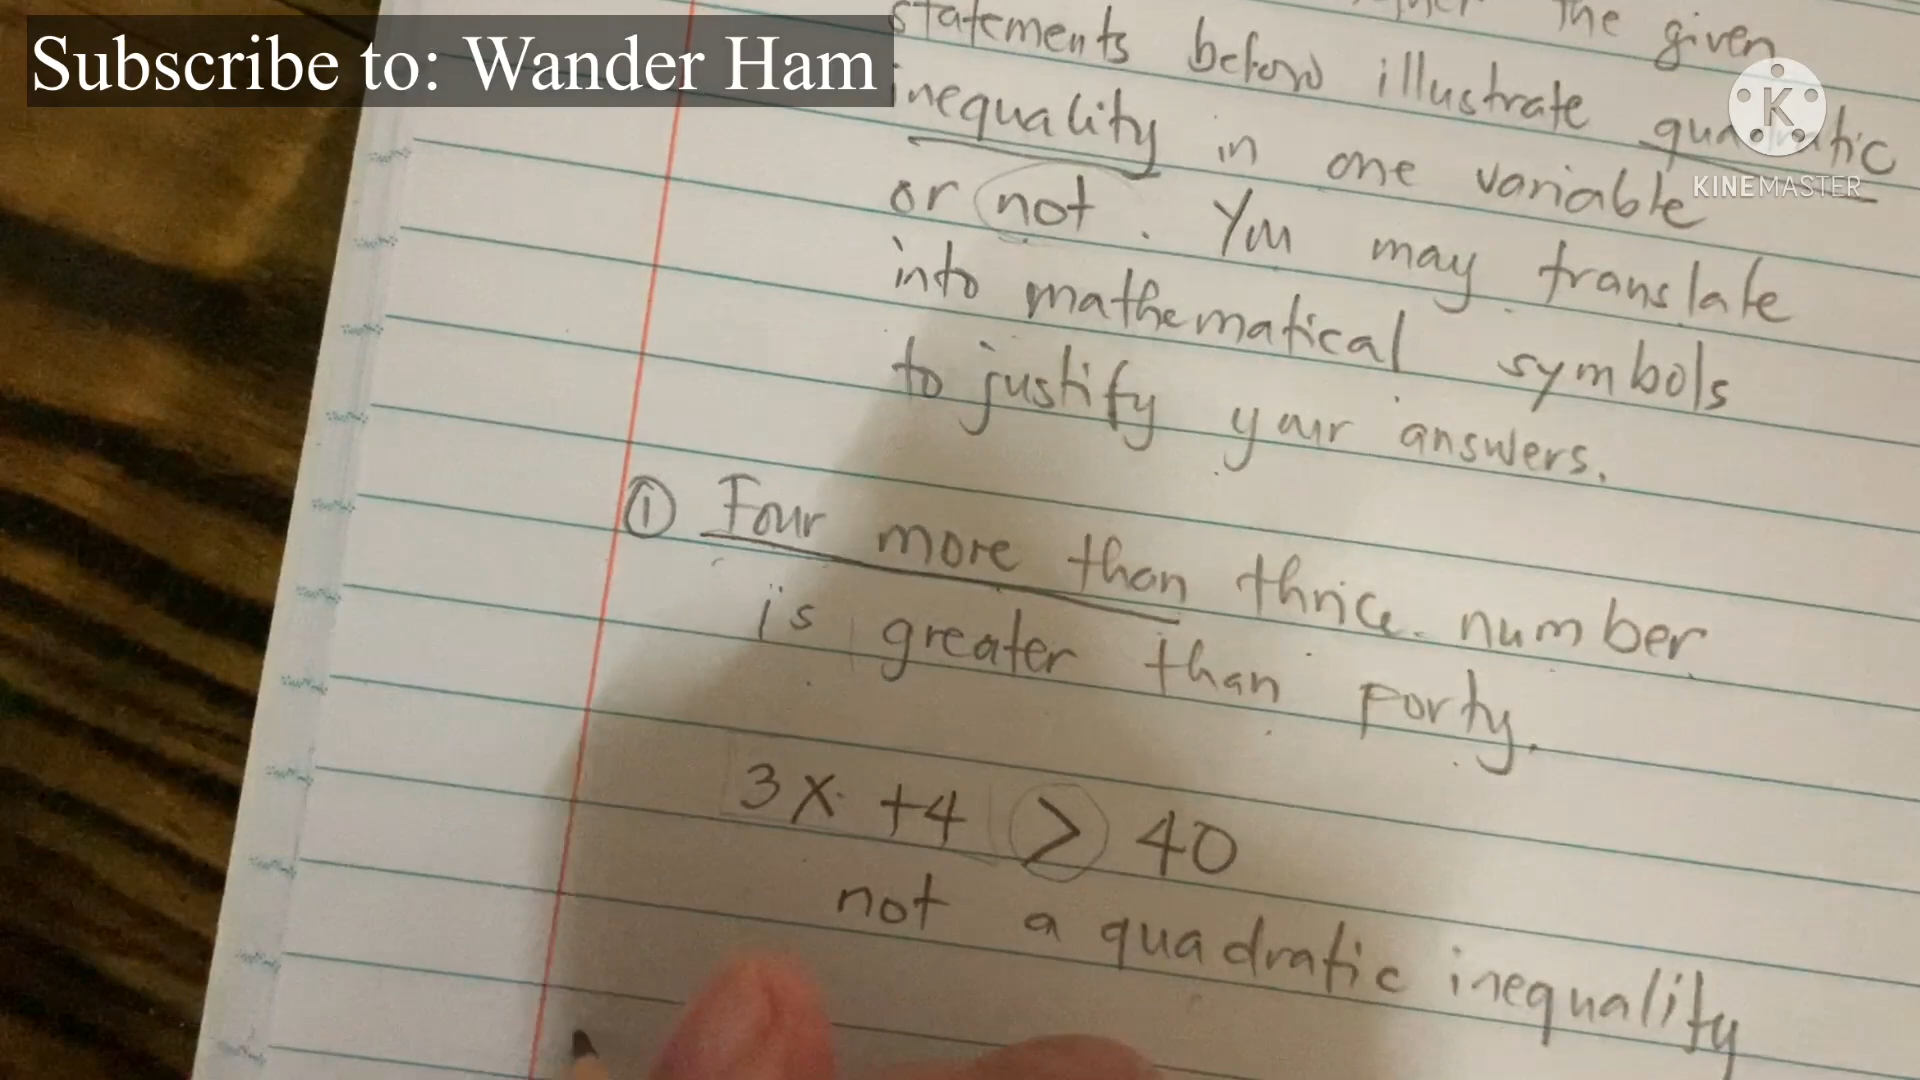 Subscribe to: Wander Ham
the given
statements before illustrate quadratic
inequality in one variable
or not. You may translate
into mathematical symbols
to justify your answers.
① Four more than thrice number
is greater than forty.
3x +4 > 40
not a quadratic inequality
K
KINEMASTER